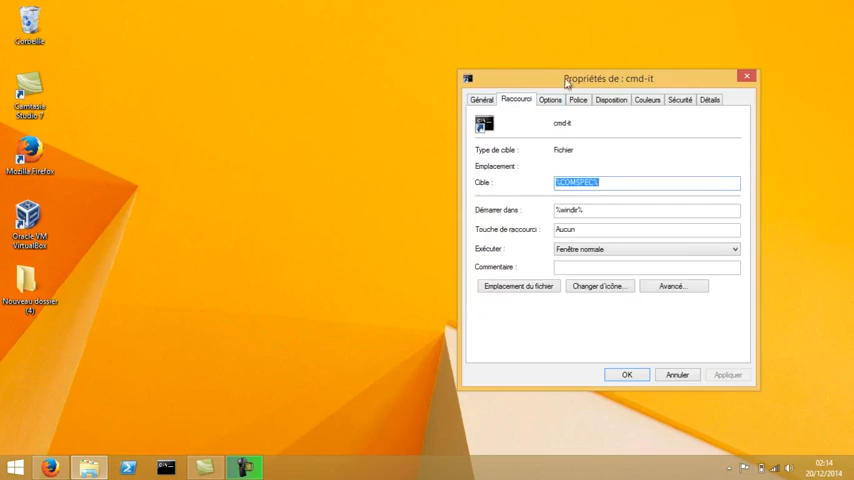 Corbeille
Camtasia
Studio 7
Mozilla Firefox
Oracle VM
VirtualBox
Nouveau dossier
(4)
Propriétés de : cmd-it
Général
Raccourci
Options
Police
Disposition
Couleurs
Sécurité
Détails
cmd-it
Type de cible :
Fichier
Emplacement :
Cible :
%COMSPEC%
Démarrer dans :
%windir%
Touche de raccourci :
Aucun
Exécuter :
Fenêtre normale
Commentaire :
Emplacement du fichier
Changer d'icône...
Avancé...
OK
Annuler
Appliquer
02:14
20/12/2014